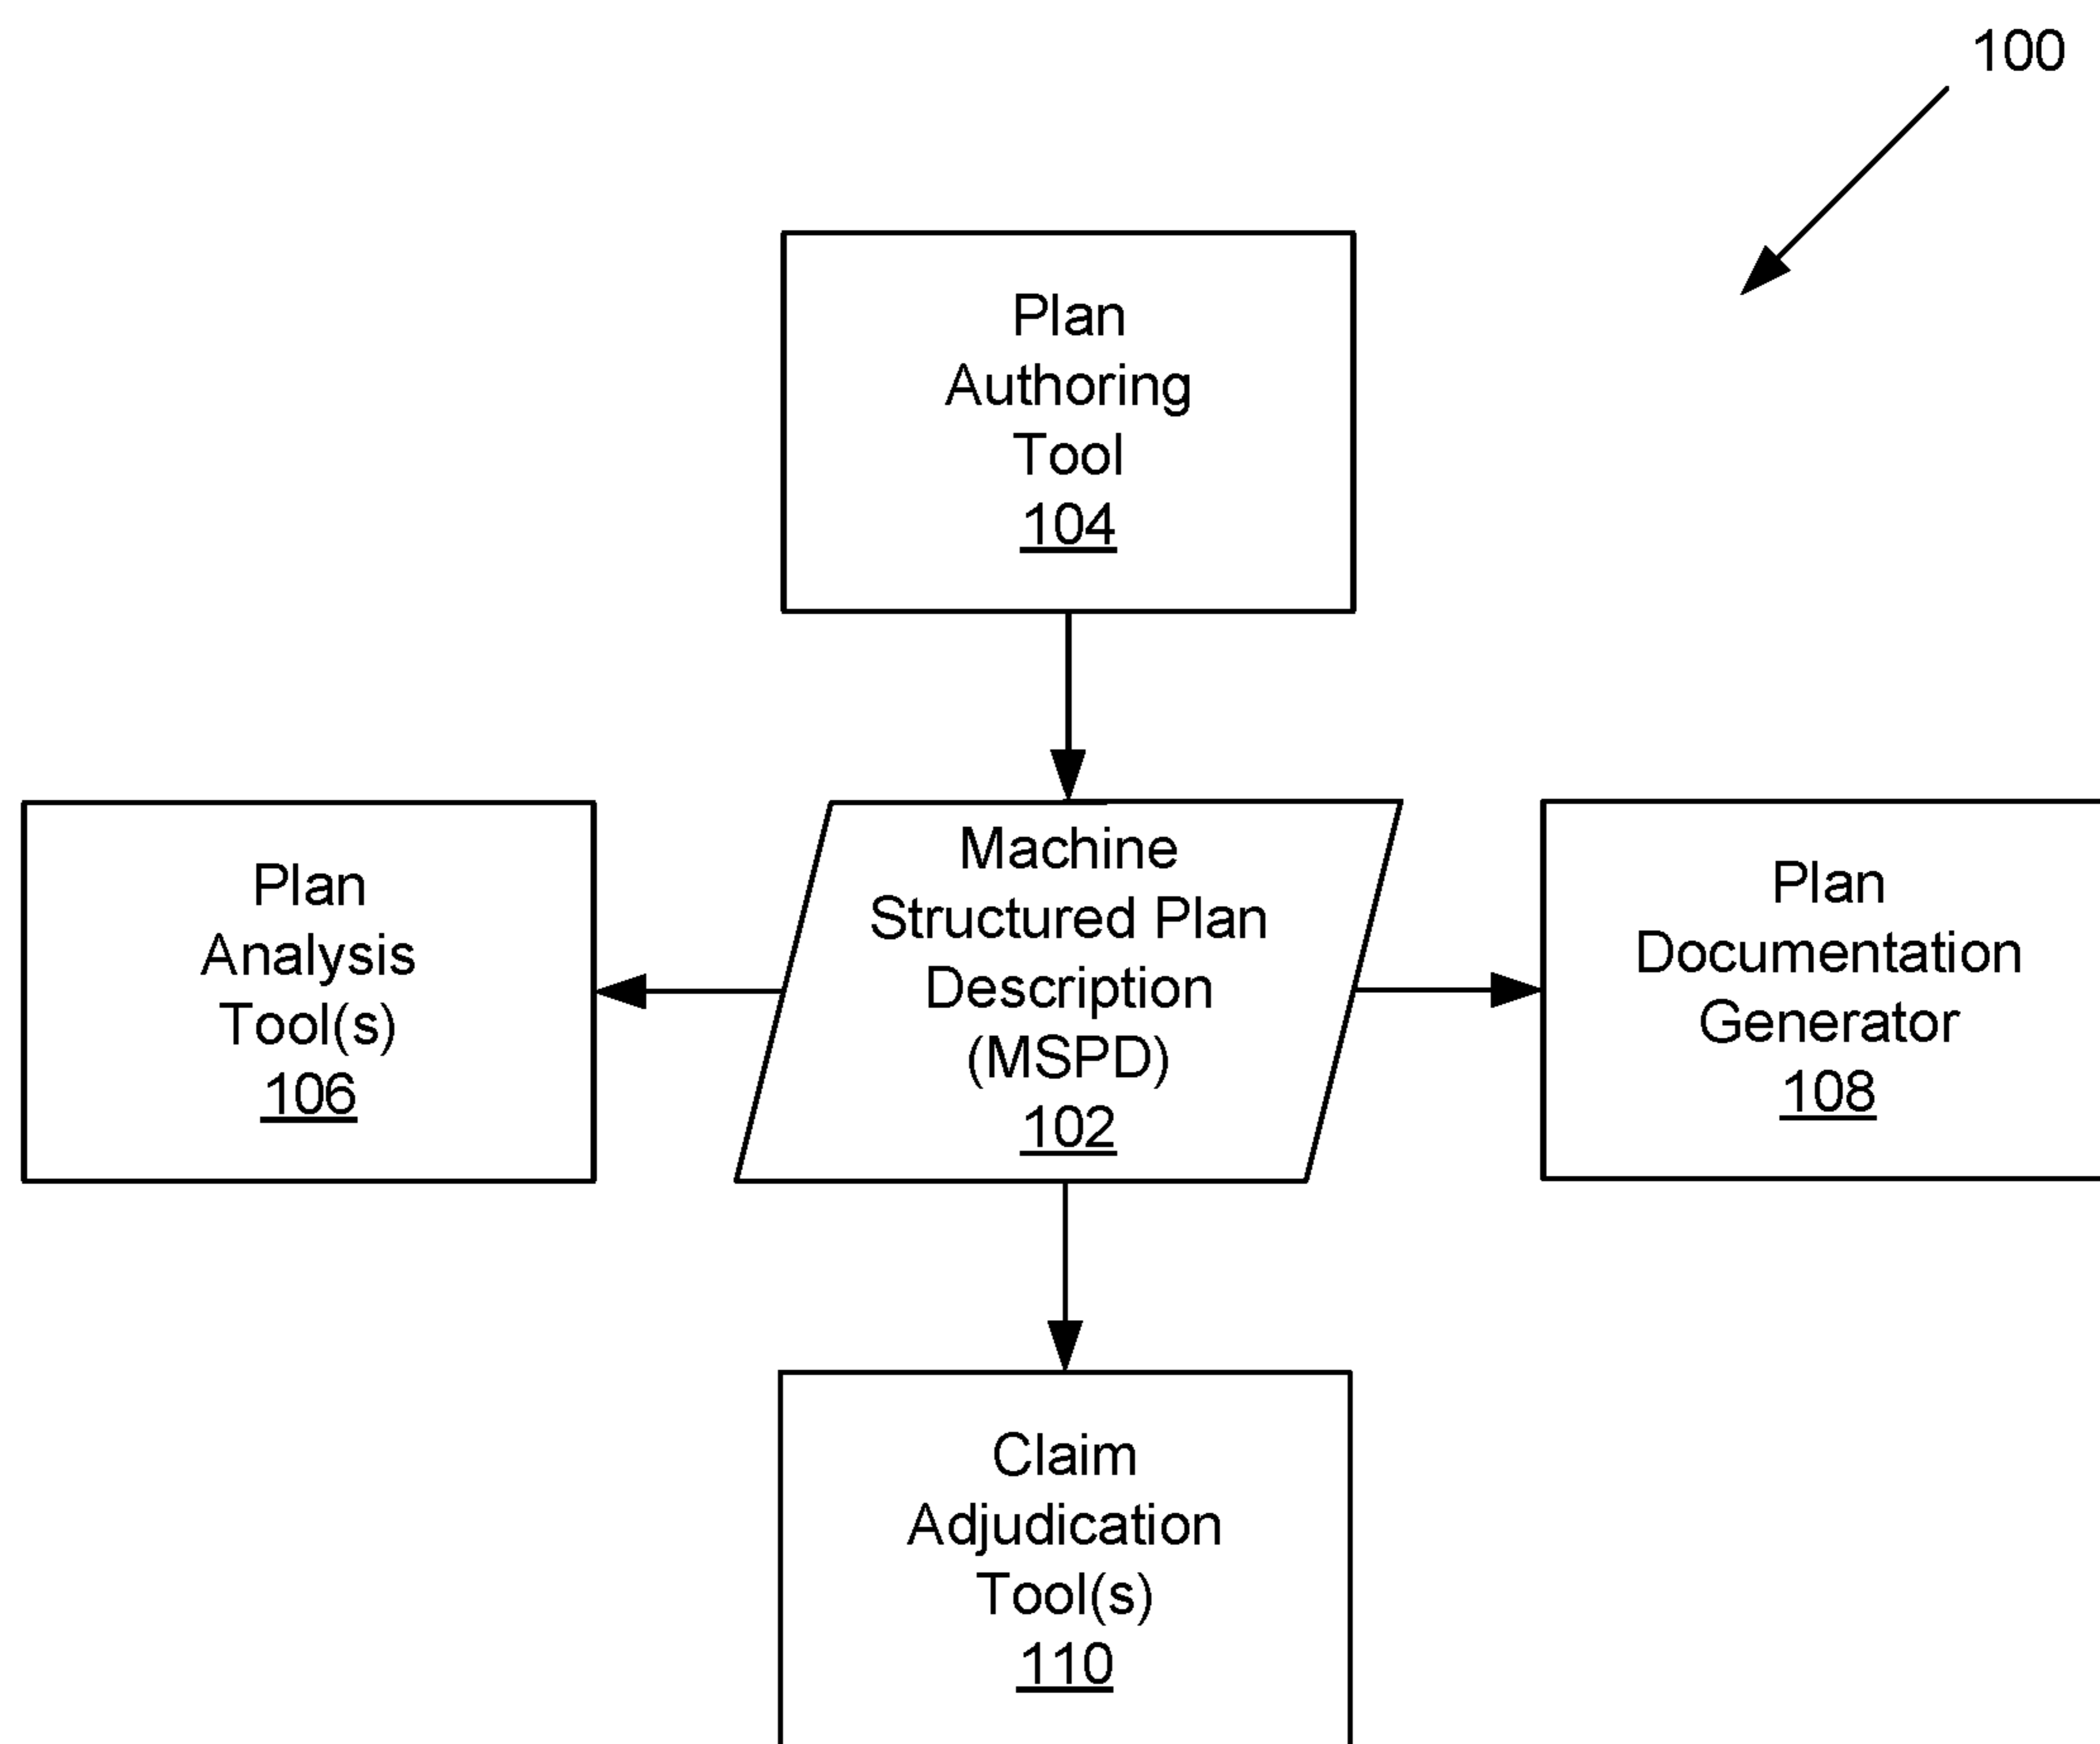 100
Plan
Authoring
Tool
104
Plan
Analysis
Tool(s)
106
Machine
Structured Plan
Description
(MSPD)
102
Plan
Documentation
Generator
108
Claim
Adjudication
Tool(s)
110